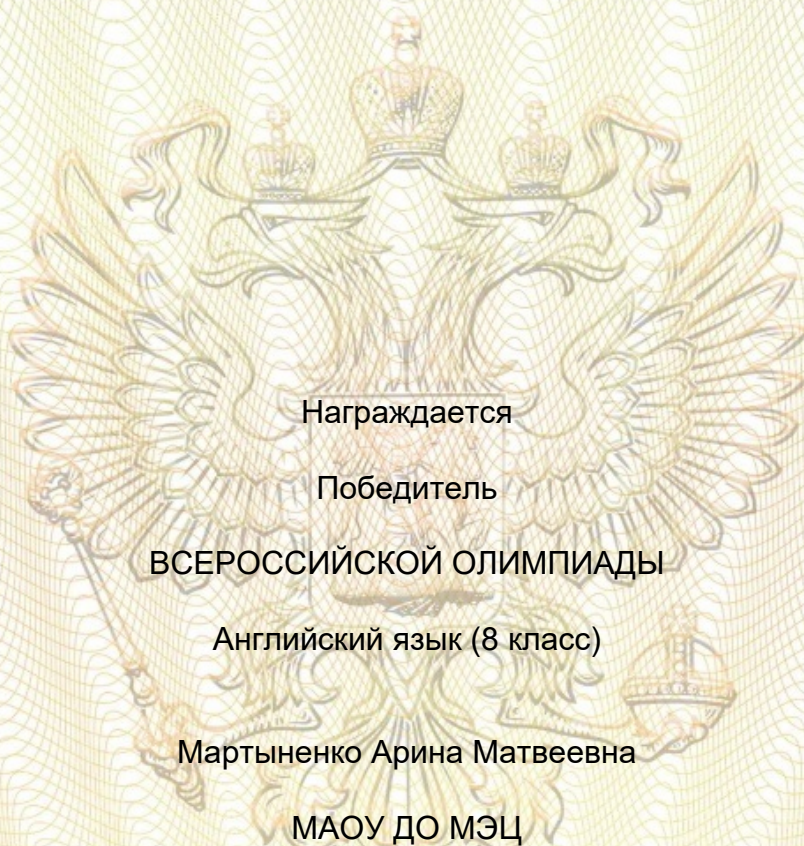 Награждается
Победитель
ВСЕРОССИЙСКОЙ ОЛИМПИАДЫ
Английский язык (8 класс)
Мартыненко Арина Матвеевна
МАОУ ДО МЭЦ